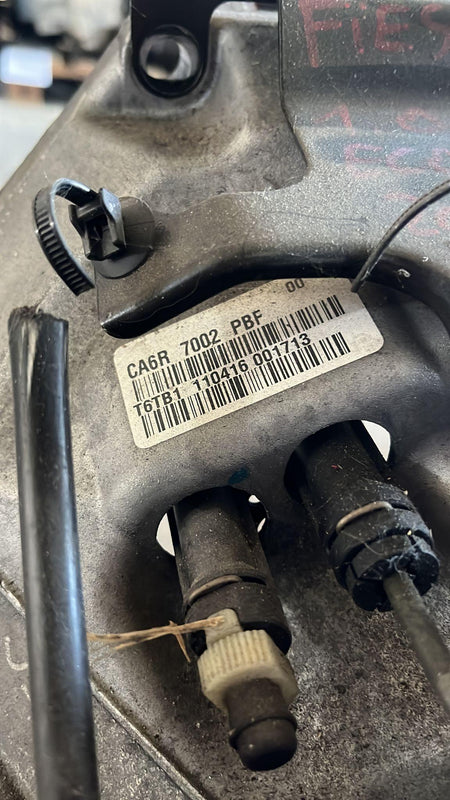 FIES
CA6R 7002 PBF 00
T6TB1 110416 001713